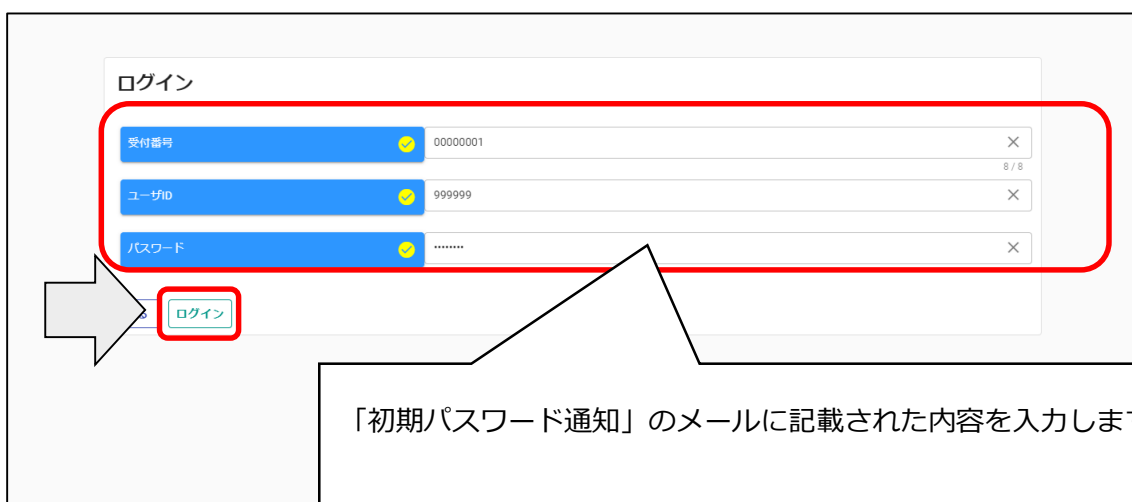 ログイン
受付番号
00000001
8 / 8
ユーザID
999999
パスワード
••••••••
る
ログイン
「初期パスワード通知」のメールに記載された内容を入力しま